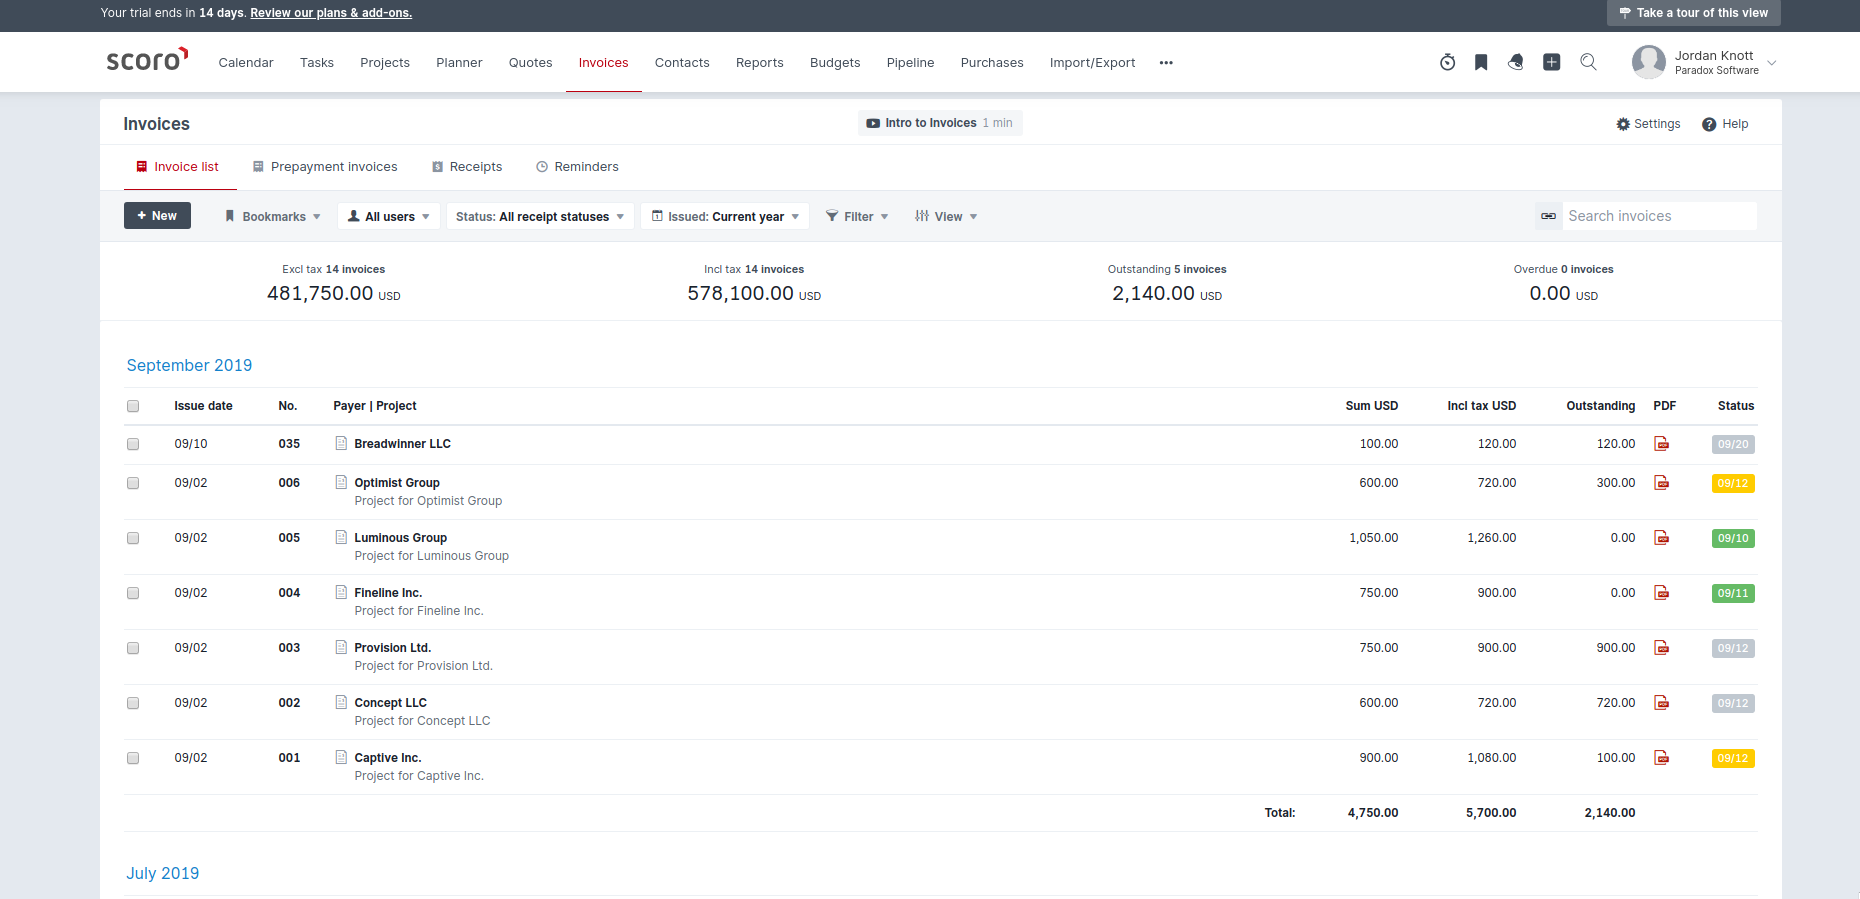 Your trial ends in 14 days. Review our plans & add-ons.
Take a tour of this view
scoro
Calendar Tasks Projects Planner Quotes Invoices Contacts Reports Budgets Pipeline Purchases Import/Export •••
Jordan Knott
Paradox Software
Invoices
Intro to Invoices 1 min
Settings
Help
Invoice list Prepayment invoices Receipts Reminders
+ New Bookmarks All users Status: All receipt statuses Issued: Current year Filter View Search invoices
Excl tax 14 invoices
481,750.00 USD
Incl tax 14 invoices
578,100.00 USD
Outstanding 5 invoices
2,140.00 USD
Overdue 0 invoices
0.00 USD
September 2019
Issue date No. Payer | Project Sum USD Incl tax USD Outstanding PDF Status
09/10 035 Breadwinner LLC 100.00 120.00 120.00 PDF 09/20
09/02 006 Optimist Group 600.00 720.00 300.00 PDF 09/12
Project for Optimist Group
09/02 005 Luminous Group 1,050.00 1,260.00 0.00 PDF 09/10
Project for Luminous Group
09/02 004 Fineline Inc. 750.00 900.00 0.00 PDF 09/11
Project for Fineline Inc.
09/02 003 Provision Ltd. 750.00 900.00 900.00 PDF 09/12
Project for Provision Ltd.
09/02 002 Concept LLC 600.00 720.00 720.00 PDF 09/12
Project for Concept LLC
09/02 001 Captive Inc. 900.00 1,080.00 100.00 PDF 09/12
Project for Captive Inc.
Total: 4,750.00 5,700.00 2,140.00
July 2019